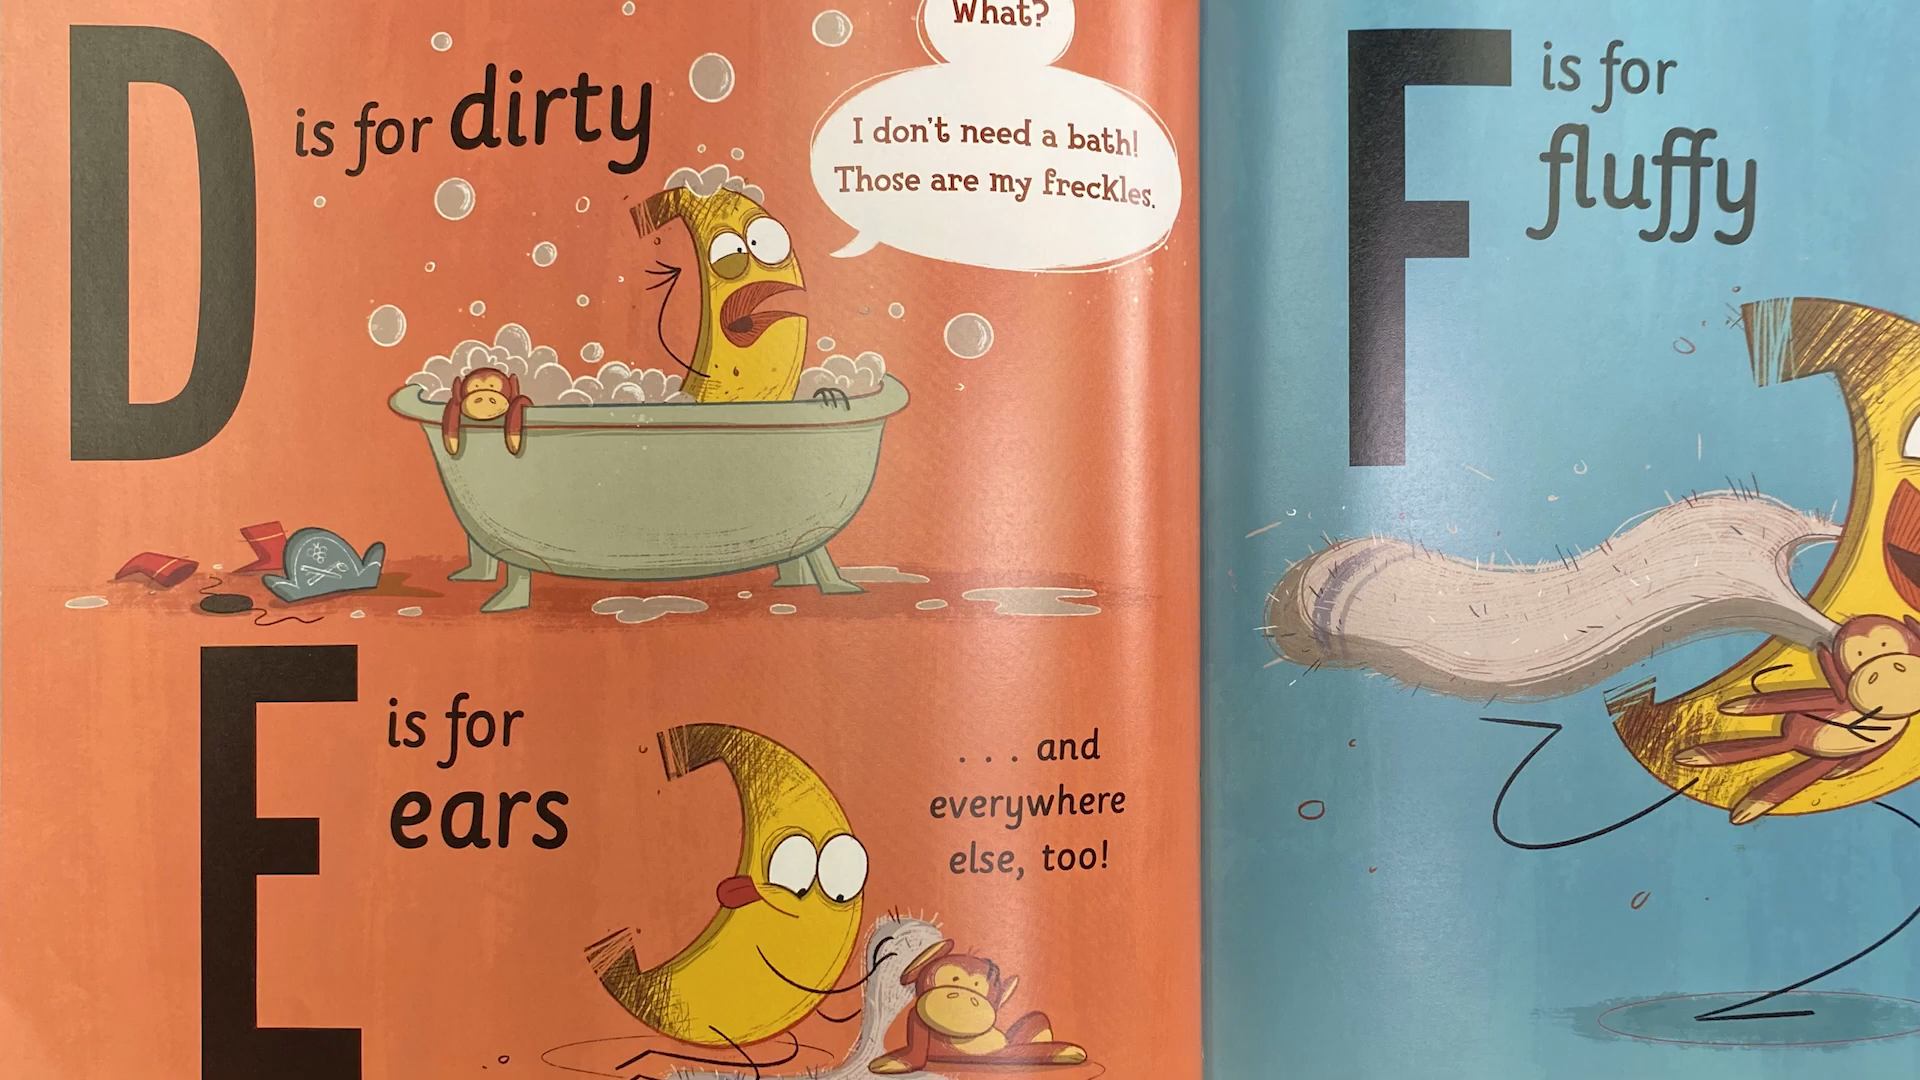 D is for dirty
What?
I don't need a bath!
Those are my freckles.
E is for
ears
. . . and
everywhere
else, too!
F is for
fluffy